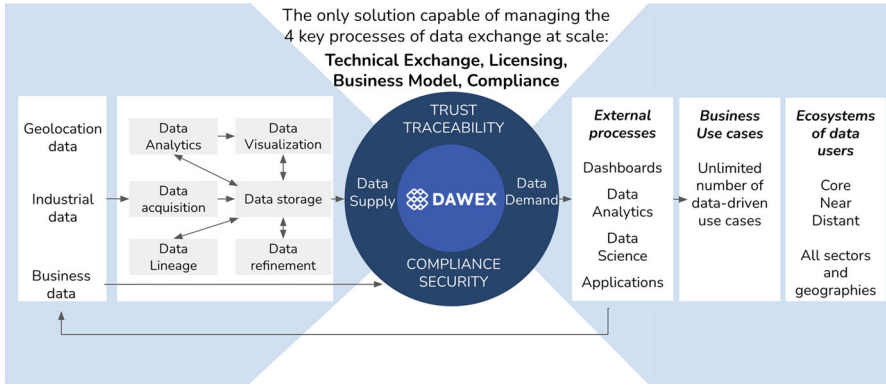 The only solution capable of managing the
4 key processes of data exchange at scale:
Technical Exchange, Licensing,
Business Model, Compliance
Geolocation
data
Industrial
data
Business
data
Data
Analytics
Data
Visualization
Data
acquisition
Data storage
Data
Lineage
Data
refinement
TRUST
TRACEABILITY
Data
Supply
DAWEX
Data
Demand
COMPLIANCE
SECURITY
External
processes
Dashboards
Data
Analytics
Data
Science
Applications
Business
Use cases
Unlimited
number of
data-driven
use cases
Ecosystems
of data
users
Core
Near
Distant
All sectors
and
geographies